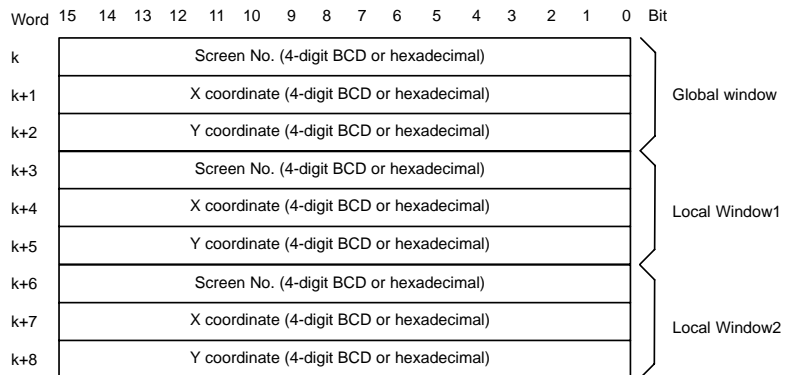 Word 15 14 13 12 11 10 9 8 7 6 5 4 3 2 1 0 Bit
k Screen No. (4-digit BCD or hexadecimal)
k+1 X coordinate (4-digit BCD or hexadecimal) Global window
k+2 Y coordinate (4-digit BCD or hexadecimal)
k+3 Screen No. (4-digit BCD or hexadecimal)
k+4 X coordinate (4-digit BCD or hexadecimal) Local Window1
k+5 Y coordinate (4-digit BCD or hexadecimal)
k+6 Screen No. (4-digit BCD or hexadecimal)
k+7 X coordinate (4-digit BCD or hexadecimal) Local Window2
k+8 Y coordinate (4-digit BCD or hexadecimal)